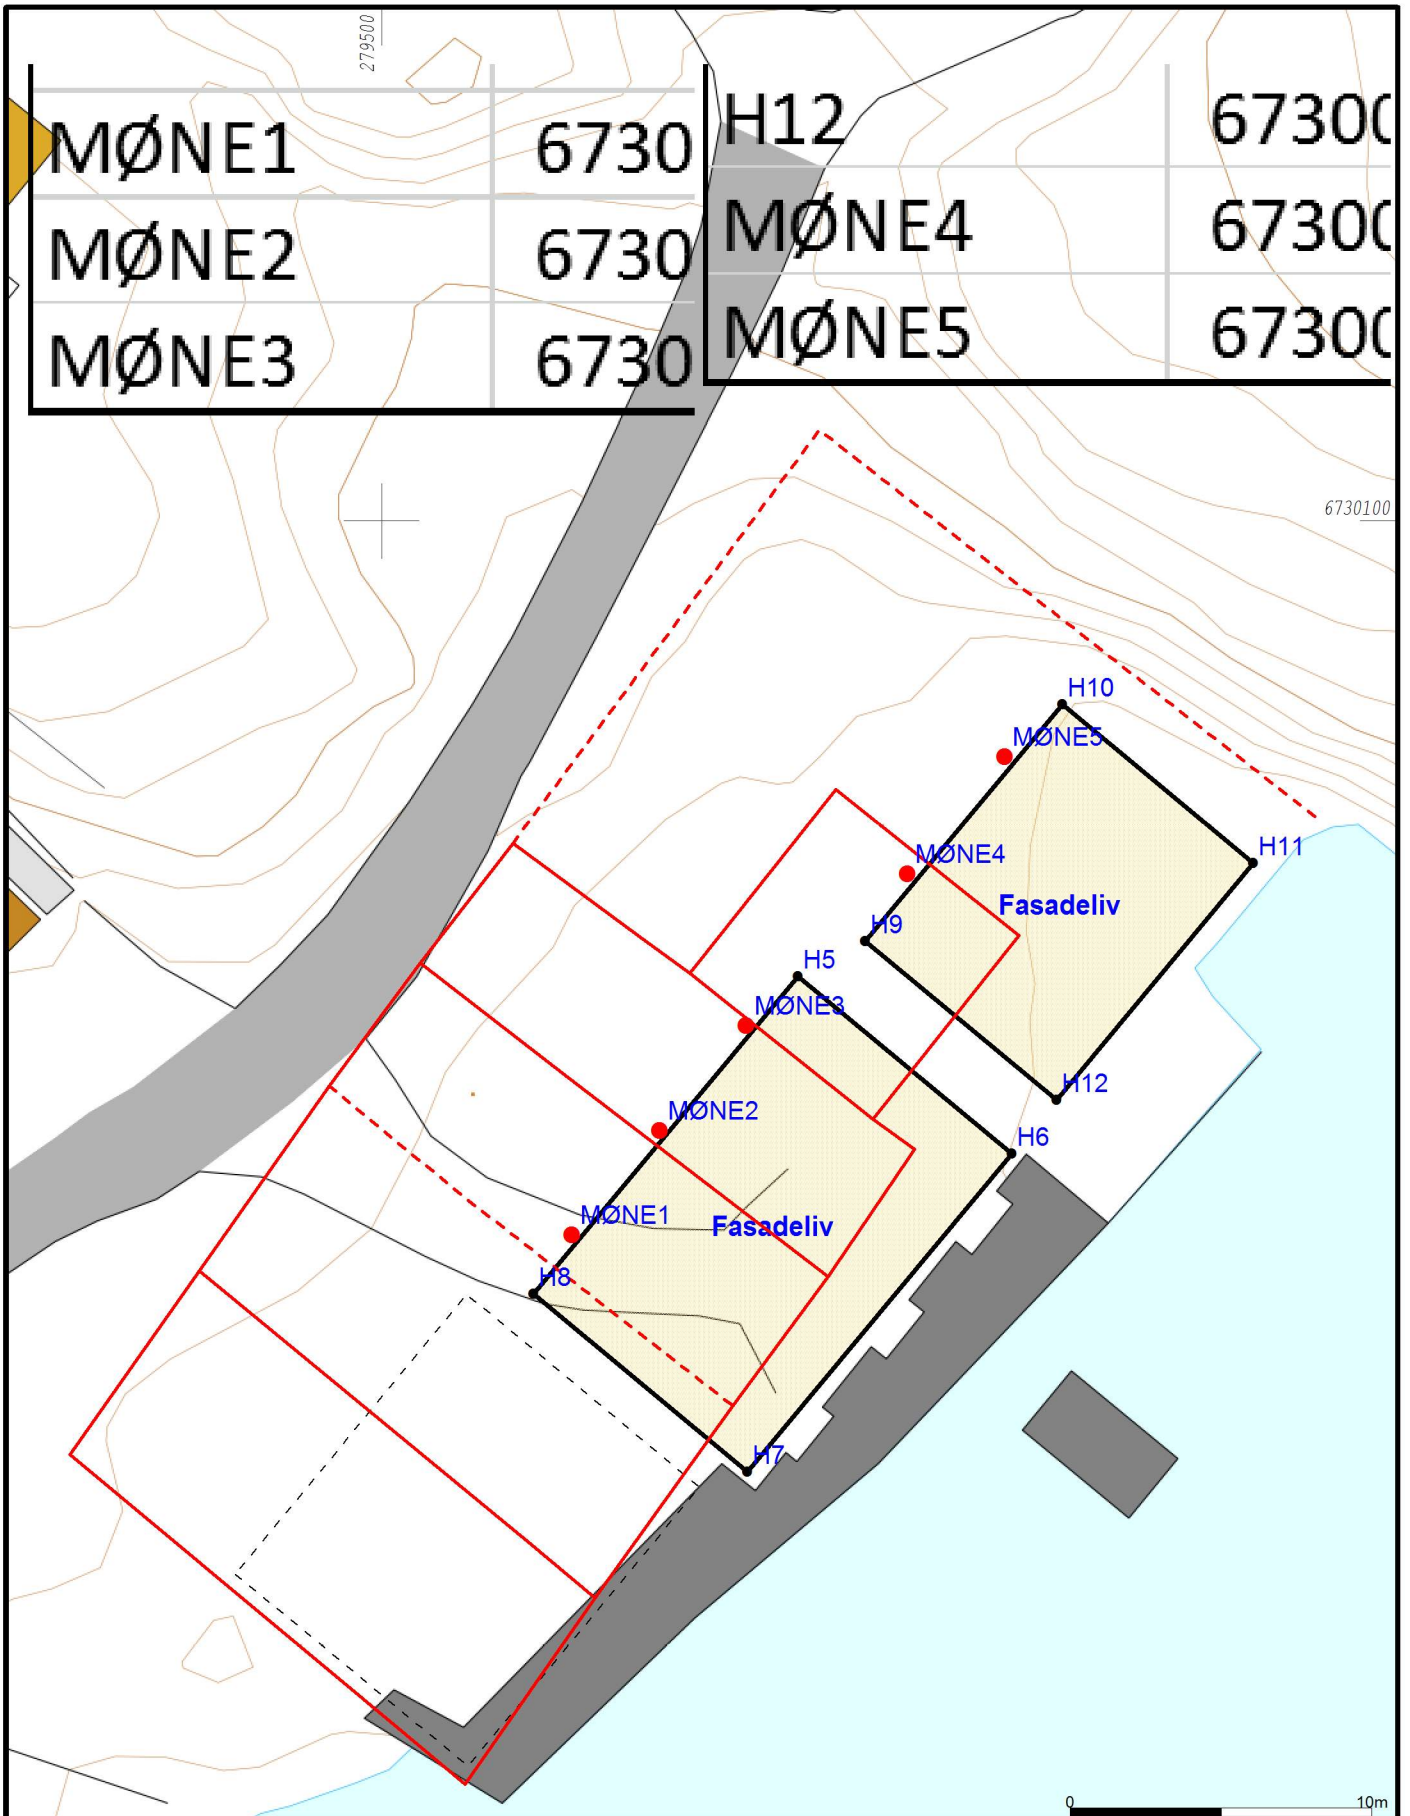 279500
MØNE1 6730
MØNE2 6730
MØNE3 6730
H12 67300
MØNE4 67300
MØNE5 67300
6730100
H10
MØNE5
H11
MØNE4
Fasadeliv
H9
H5
MØNE3
H12
MØNE2
H6
MØNE1
Fasadeliv
H8
H7
0 10m